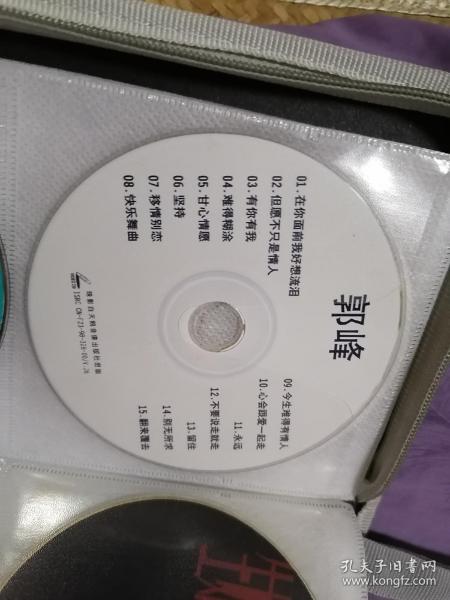 郭峰
01.在你面前我好想流泪
02.但愿不只是情人
03.有你有我
04.难得糊涂
05.甘心情愿
06.坚持
07.移情别恋
08.快乐舞曲
09.今生难得有情人
10.心会跟爱一起走
11.永远
12.不要说走就走
13.留住
14.别无所求
15.翻来覆去
孔夫子旧书网
www.kongfz.com